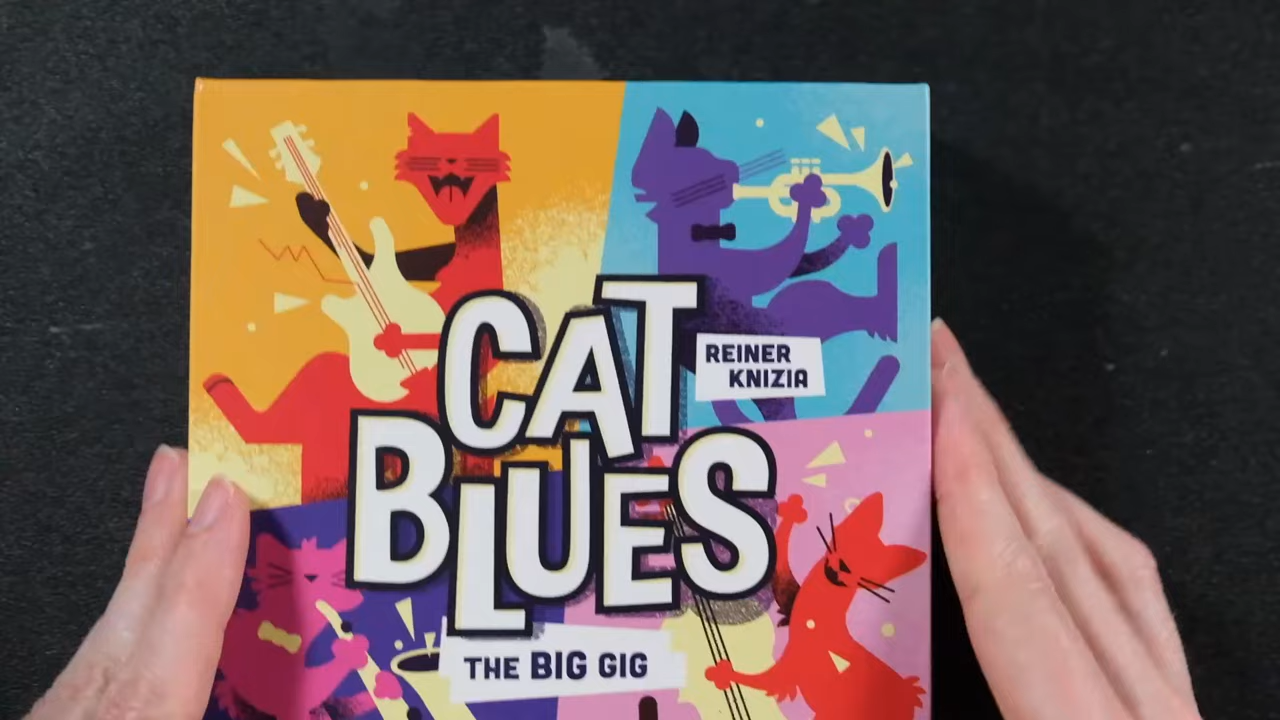 CAT
BLUES
REINER
KNIZIA
THE BIG GIG